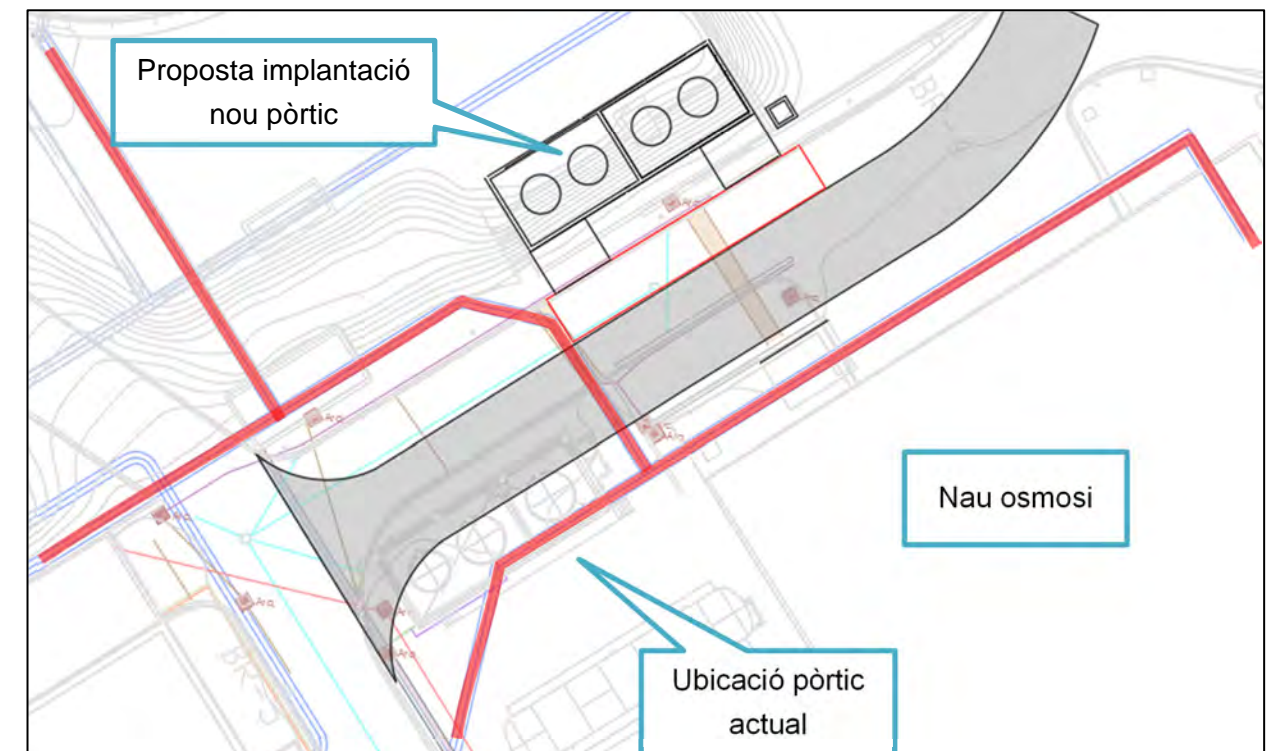 Proposta implantació
nou pòrtic
Nau osmosi
Ubicació pòrtic
actual